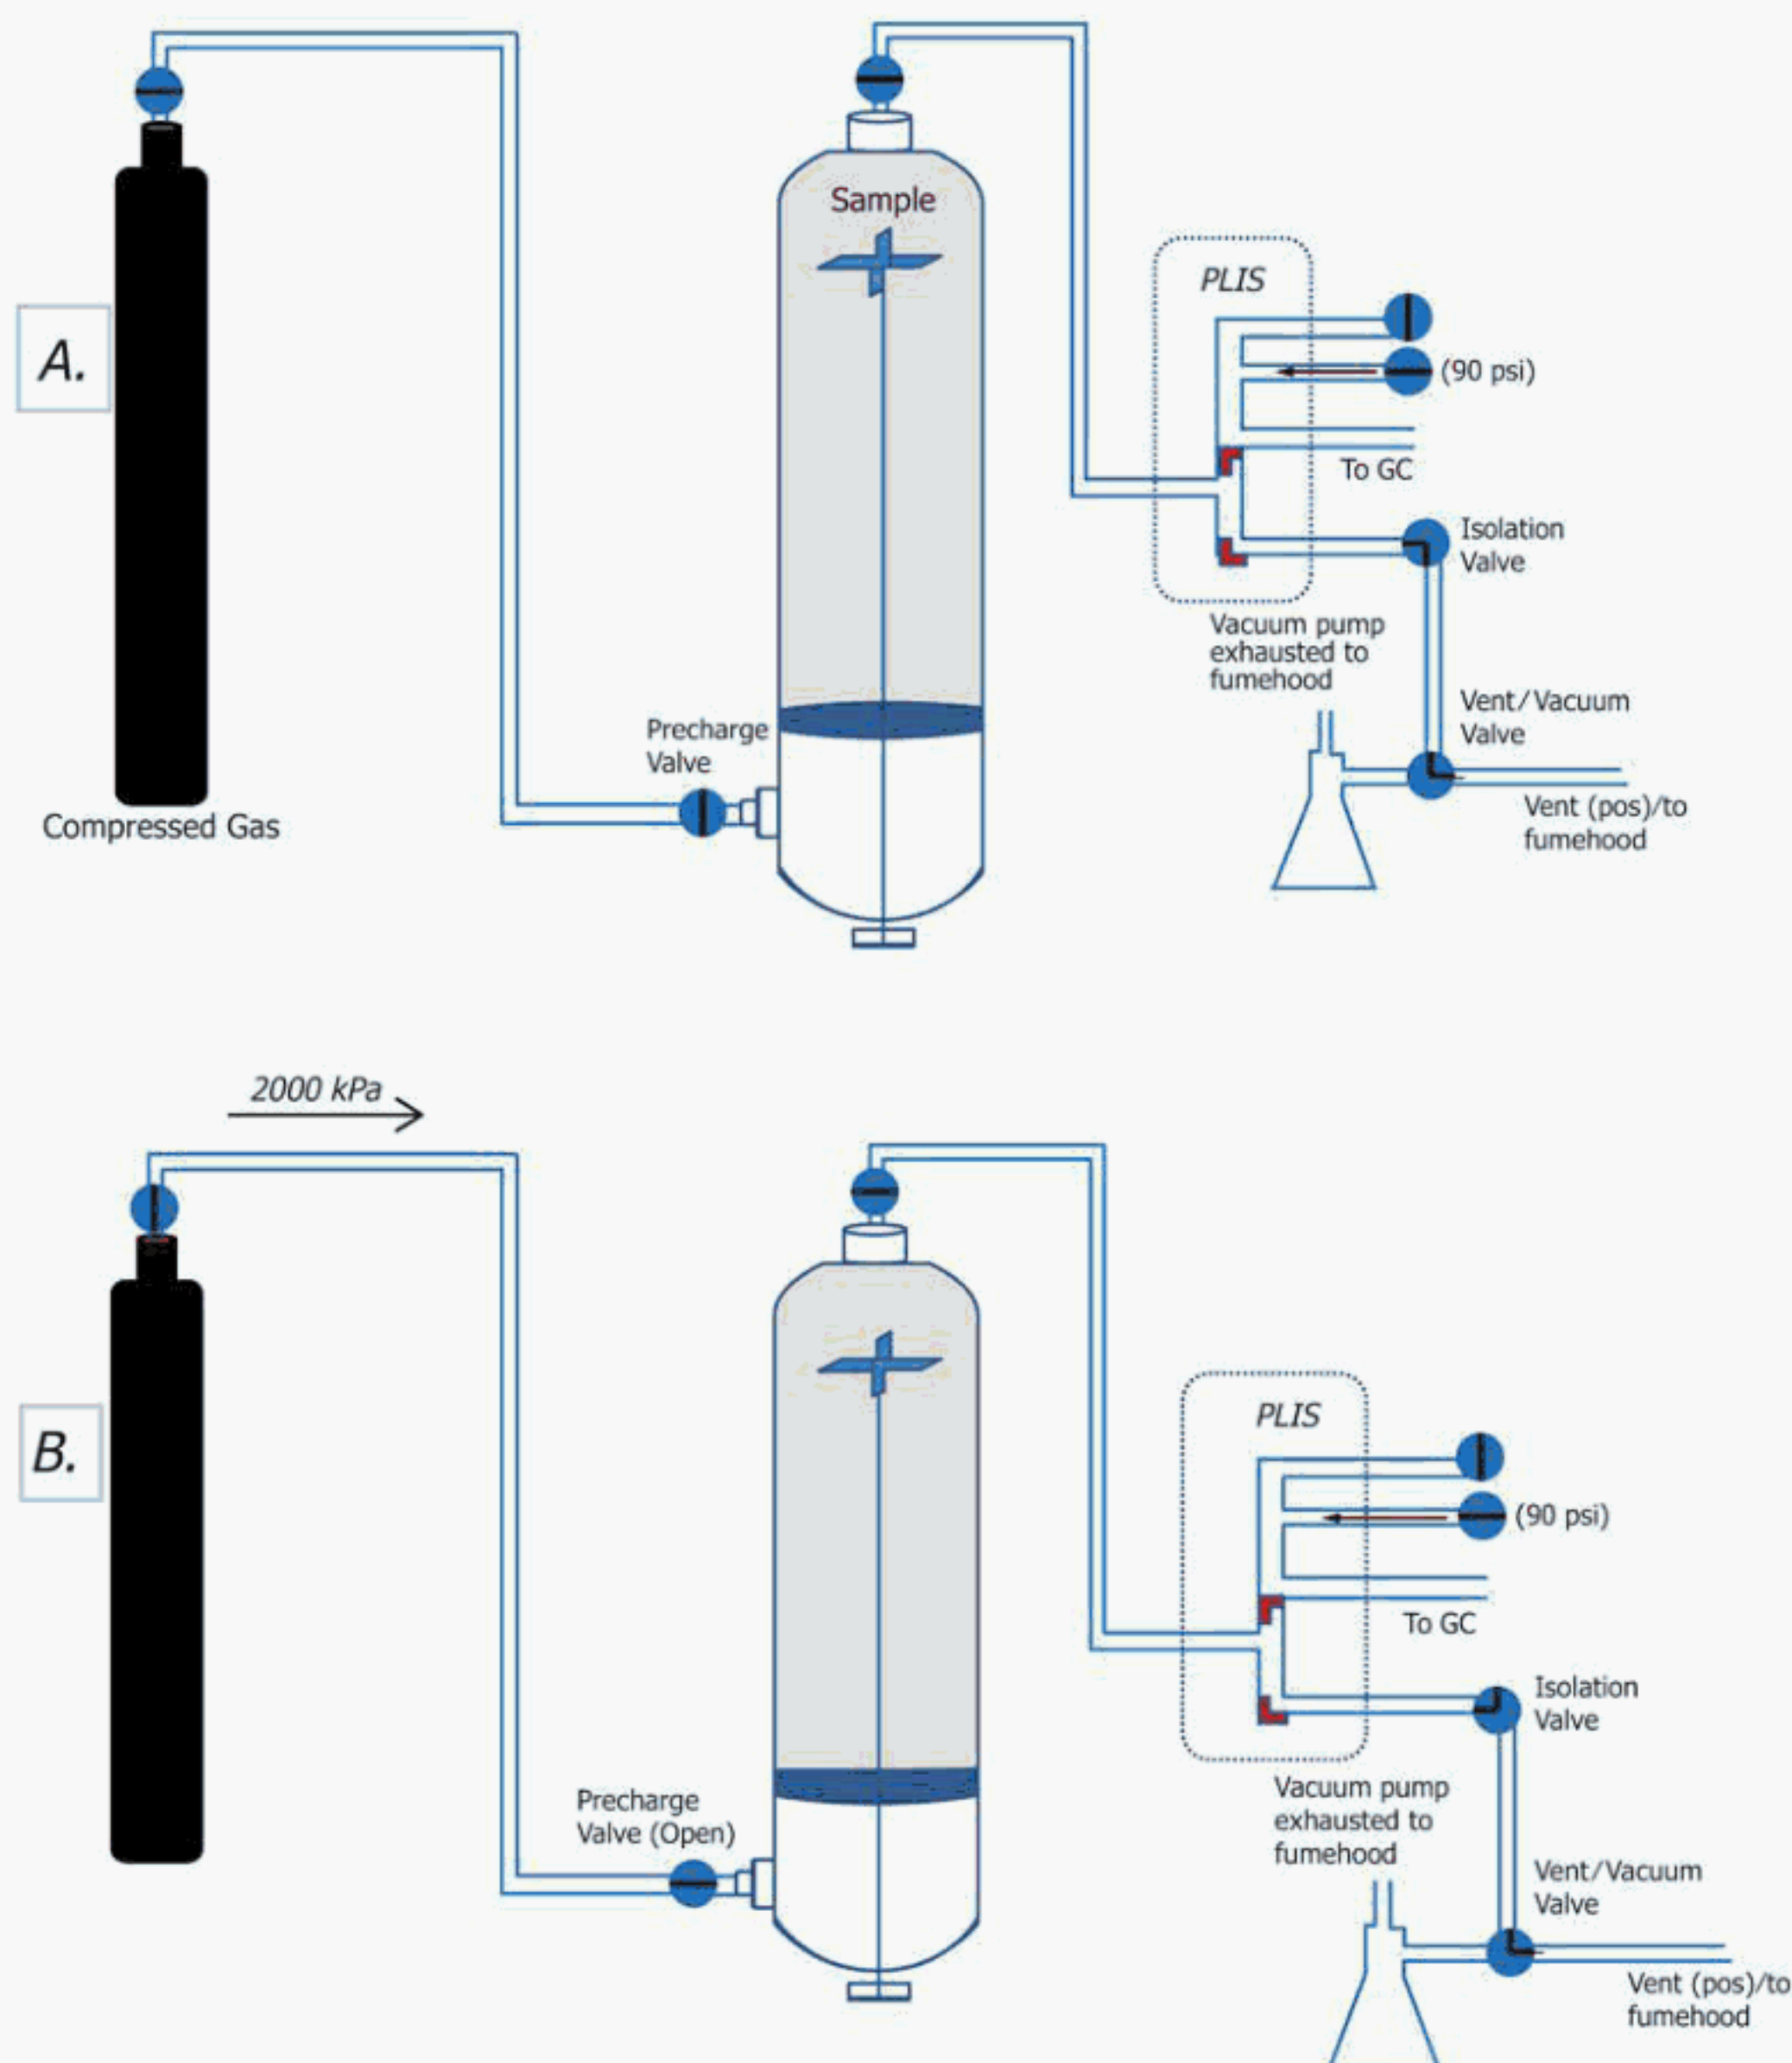 A.
Compressed Gas
Sample
Precharge
Valve
PLIS
(90 psi)
To GC
Isolation
Valve
Vacuum pump
exhausted to
fumehood
Vent/Vacuum
Valve
Vent (pos)/to
fumehood
2000 kPa
B.
Precharge
Valve (Open)
PLIS
(90 psi)
To GC
Isolation
Valve
Vacuum pump
exhausted to
fumehood
Vent/Vacuum
Valve
Vent (pos)/to
fumehood